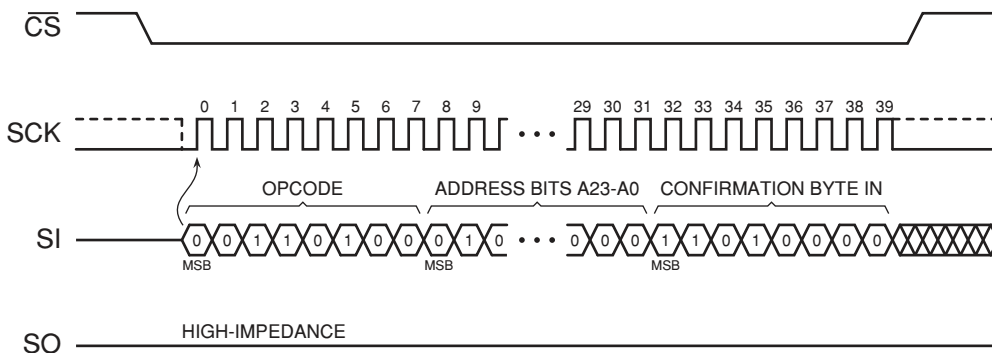 CS
0 1 2 3 4 5 6 7 8 9 29 30 31 32 33 34 35 36 37 38 39
SCK
OPCODE ADDRESS BITS A23-A0 CONFIRMATION BYTE IN
SI 0 0 1 1 0 1 0 0 0 1 0 0 0 0 1 1 0 1 0 0 0 0
MSB MSB MSB
HIGH-IMPEDANCE
SO